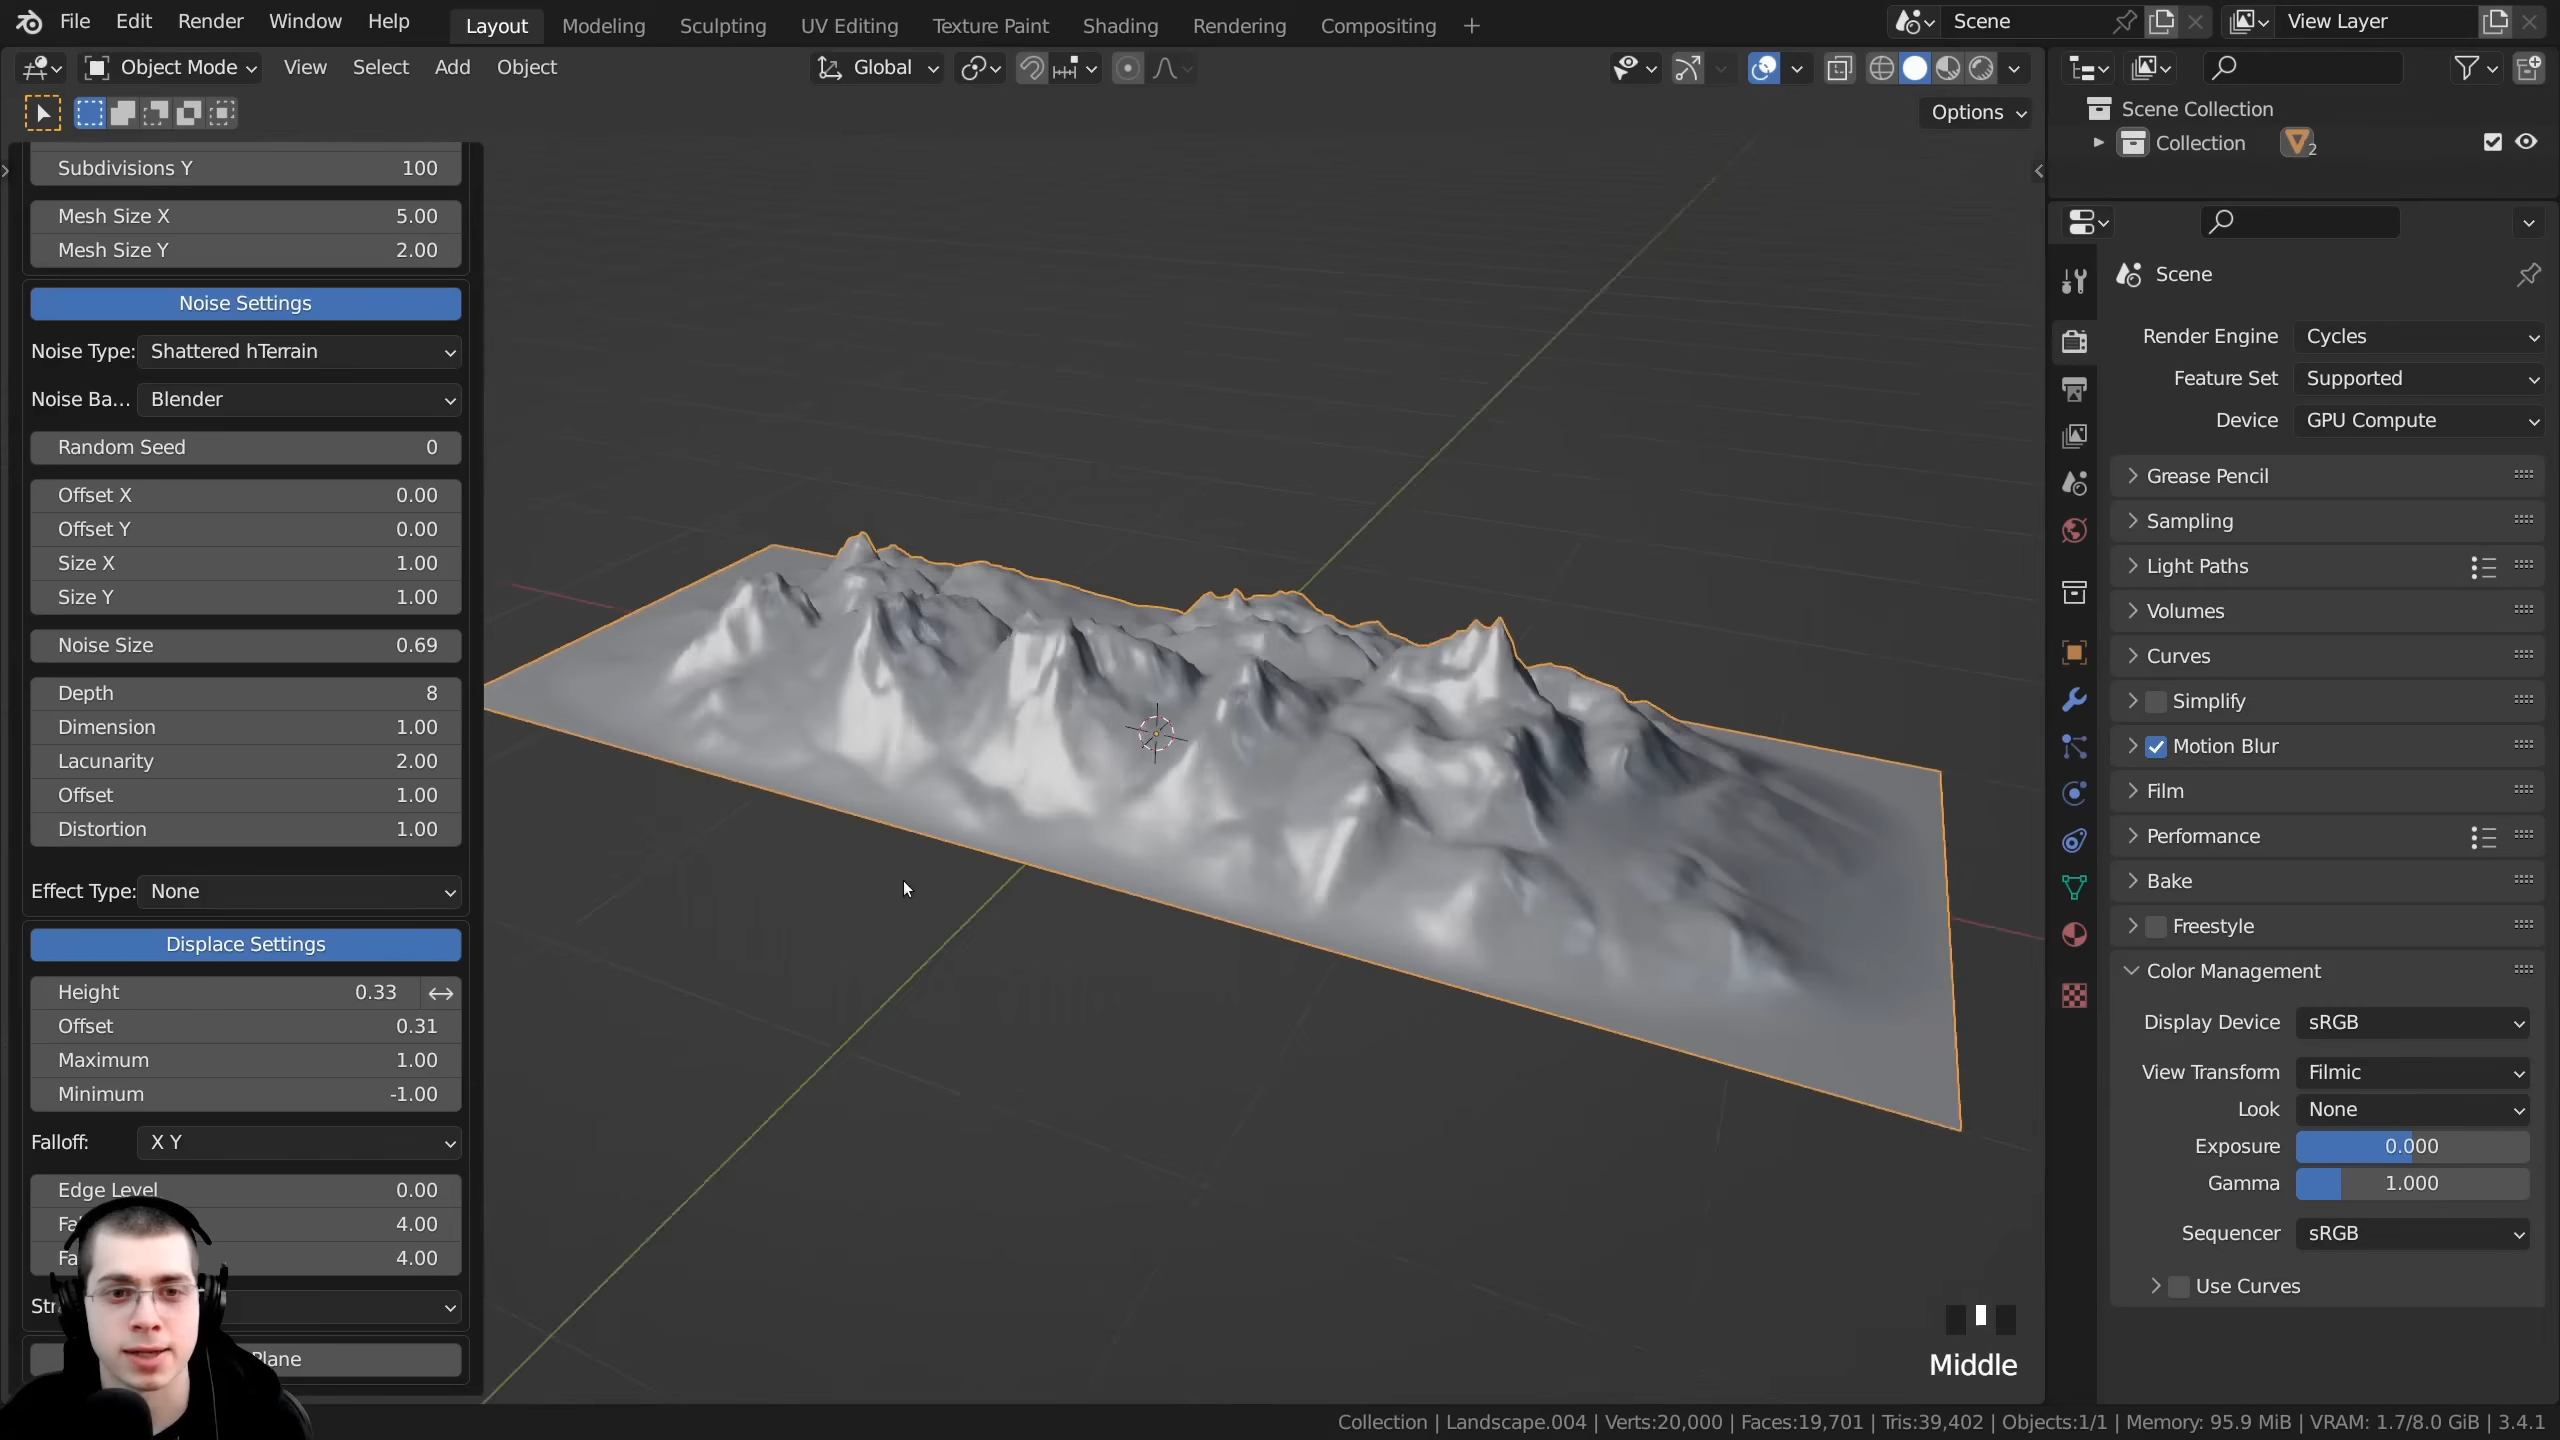 File Edit Render Window Help Layout Modeling Sculpting UV Editing Texture Paint Shading Rendering Compositing + Scene View Layer
Object Mode View Select Add Object Global
Options
Scene Collection
Collection 2
Subdivisions Y 100
Mesh Size X 5.00
Mesh Size Y 2.00
Noise Settings
Noise Type: Shattered hTerrain
Noise Ba... Blender
Random Seed 0
Offset X 0.00
Offset Y 0.00
Size X 1.00
Size Y 1.00
Noise Size 0.69
Depth 8
Dimension 1.00
Lacunarity 2.00
Offset 1.00
Distortion 1.00
Effect Type: None
Displace Settings
Height 0.33
Offset 0.31
Maximum 1.00
Minimum -1.00
Falloff: X Y
Edge Level 0.00
4.00
4.00
Plane
Scene
Render Engine Cycles
Feature Set Supported
Device GPU Compute
Grease Pencil
Sampling
Light Paths
Volumes
Curves
Simplify
Motion Blur
Film
Performance
Bake
Freestyle
Color Management
Display Device sRGB
View Transform Filmic
Look None
Exposure 0.000
Gamma 1.000
Sequencer sRGB
Use Curves
Middle
Collection | Landscape.004 | Verts:20,000 | Faces:19,701 | Tris:39,402 | Objects:1/1 | Memory: 95.9 MiB | VRAM: 1.7/8.0 GiB | 3.4.1